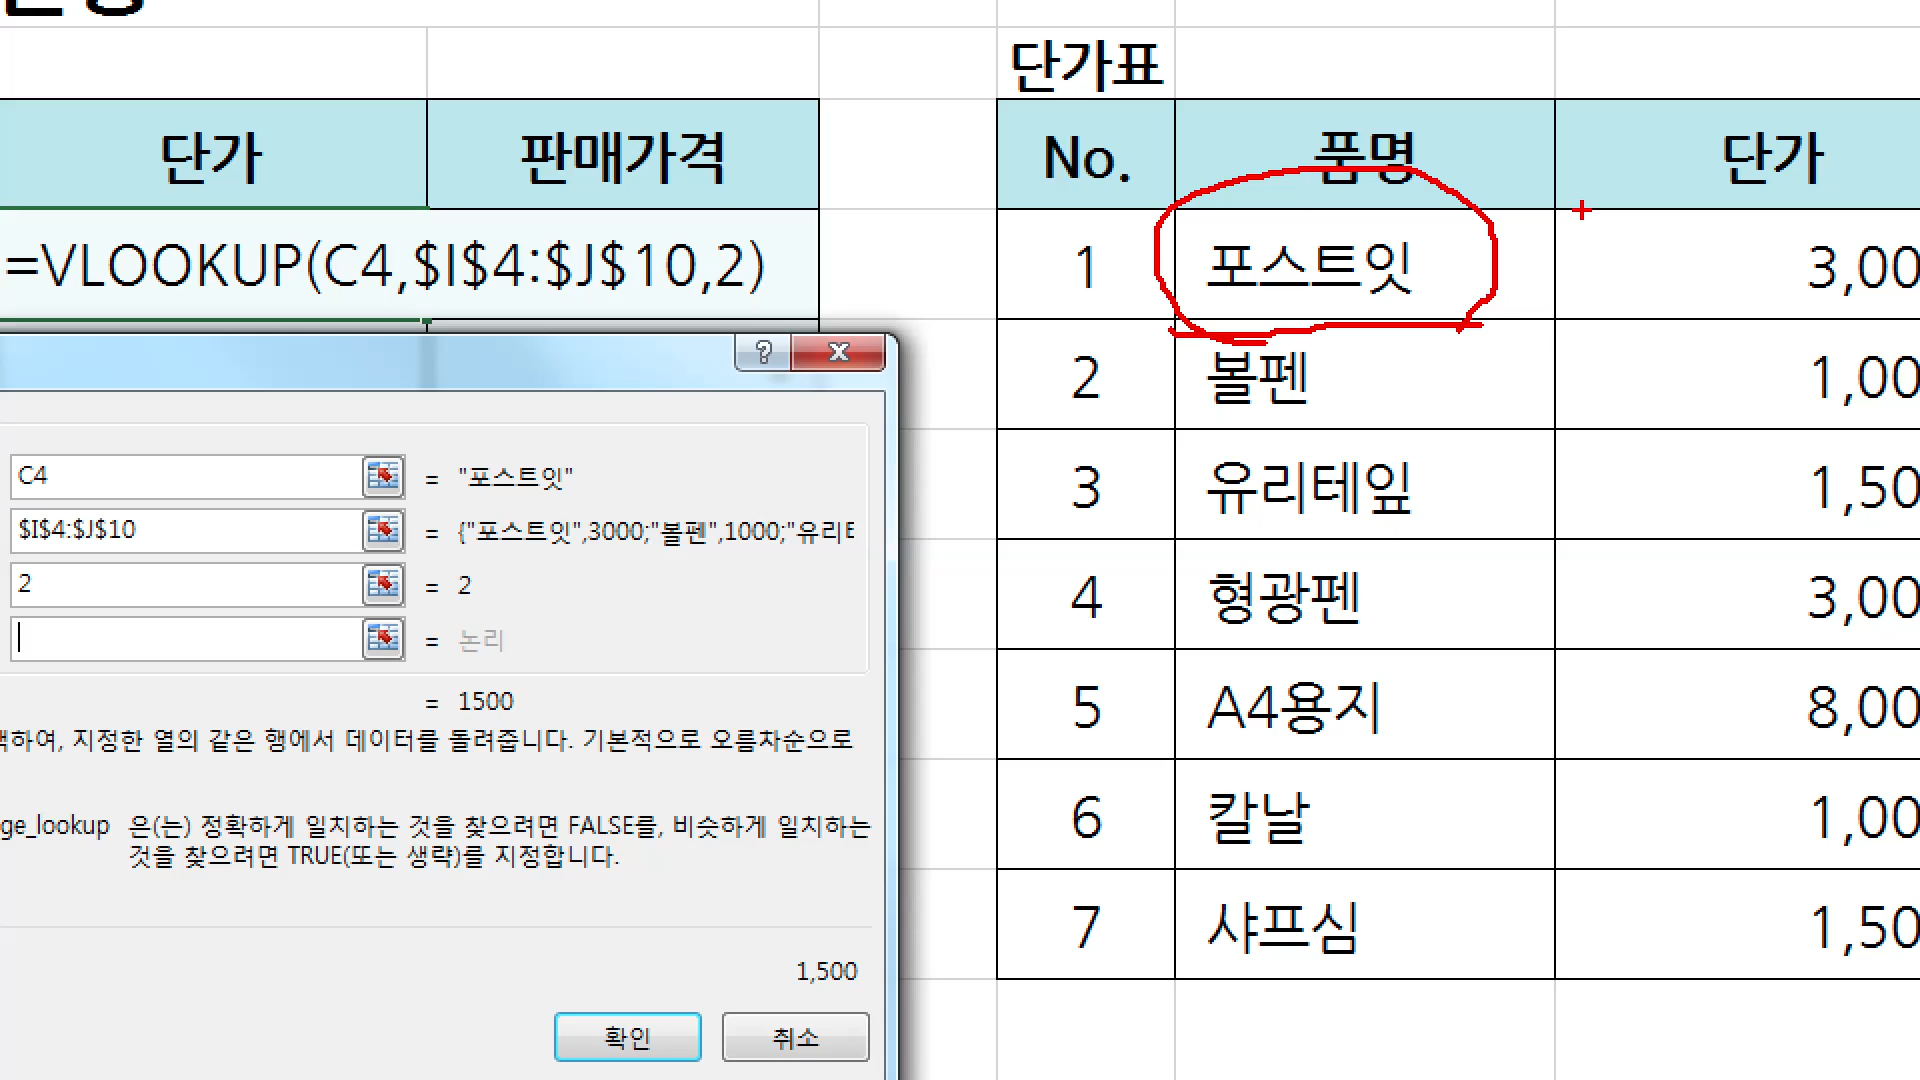 단가표
단가 판매가격
No. 품명 단가
=VLOOKUP(C4,$I$4:$J$10,2)
1 포스트잇 3,00
2 볼펜 1,00
3 유리테잎 1,50
4 형광펜 3,00
5 A4용지 8,00
6 칼날 1,00
7 샤프심 1,50
?
C4 = "포스트잇"
$I$4:$J$10 = {"포스트잇",3000;"볼펜",1000;"유리
2 = 2
= 논리
= 1500
하여, 지정한 열의 같은 행에서 데이터를 돌려줍니다. 기본적으로 오름차순으로
ge_lookup 은(는) 정확하게 일치하는 것을 찾으려면 FALSE를, 비슷하게 일치하는
것을 찾으려면 TRUE(또는 생략)를 지정합니다.
1,500
확인 취소